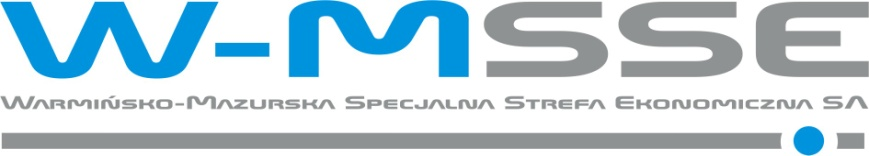 W-MSSE
Warmińsko-Mazurska Specjalna Strefa Ekonomiczna SA